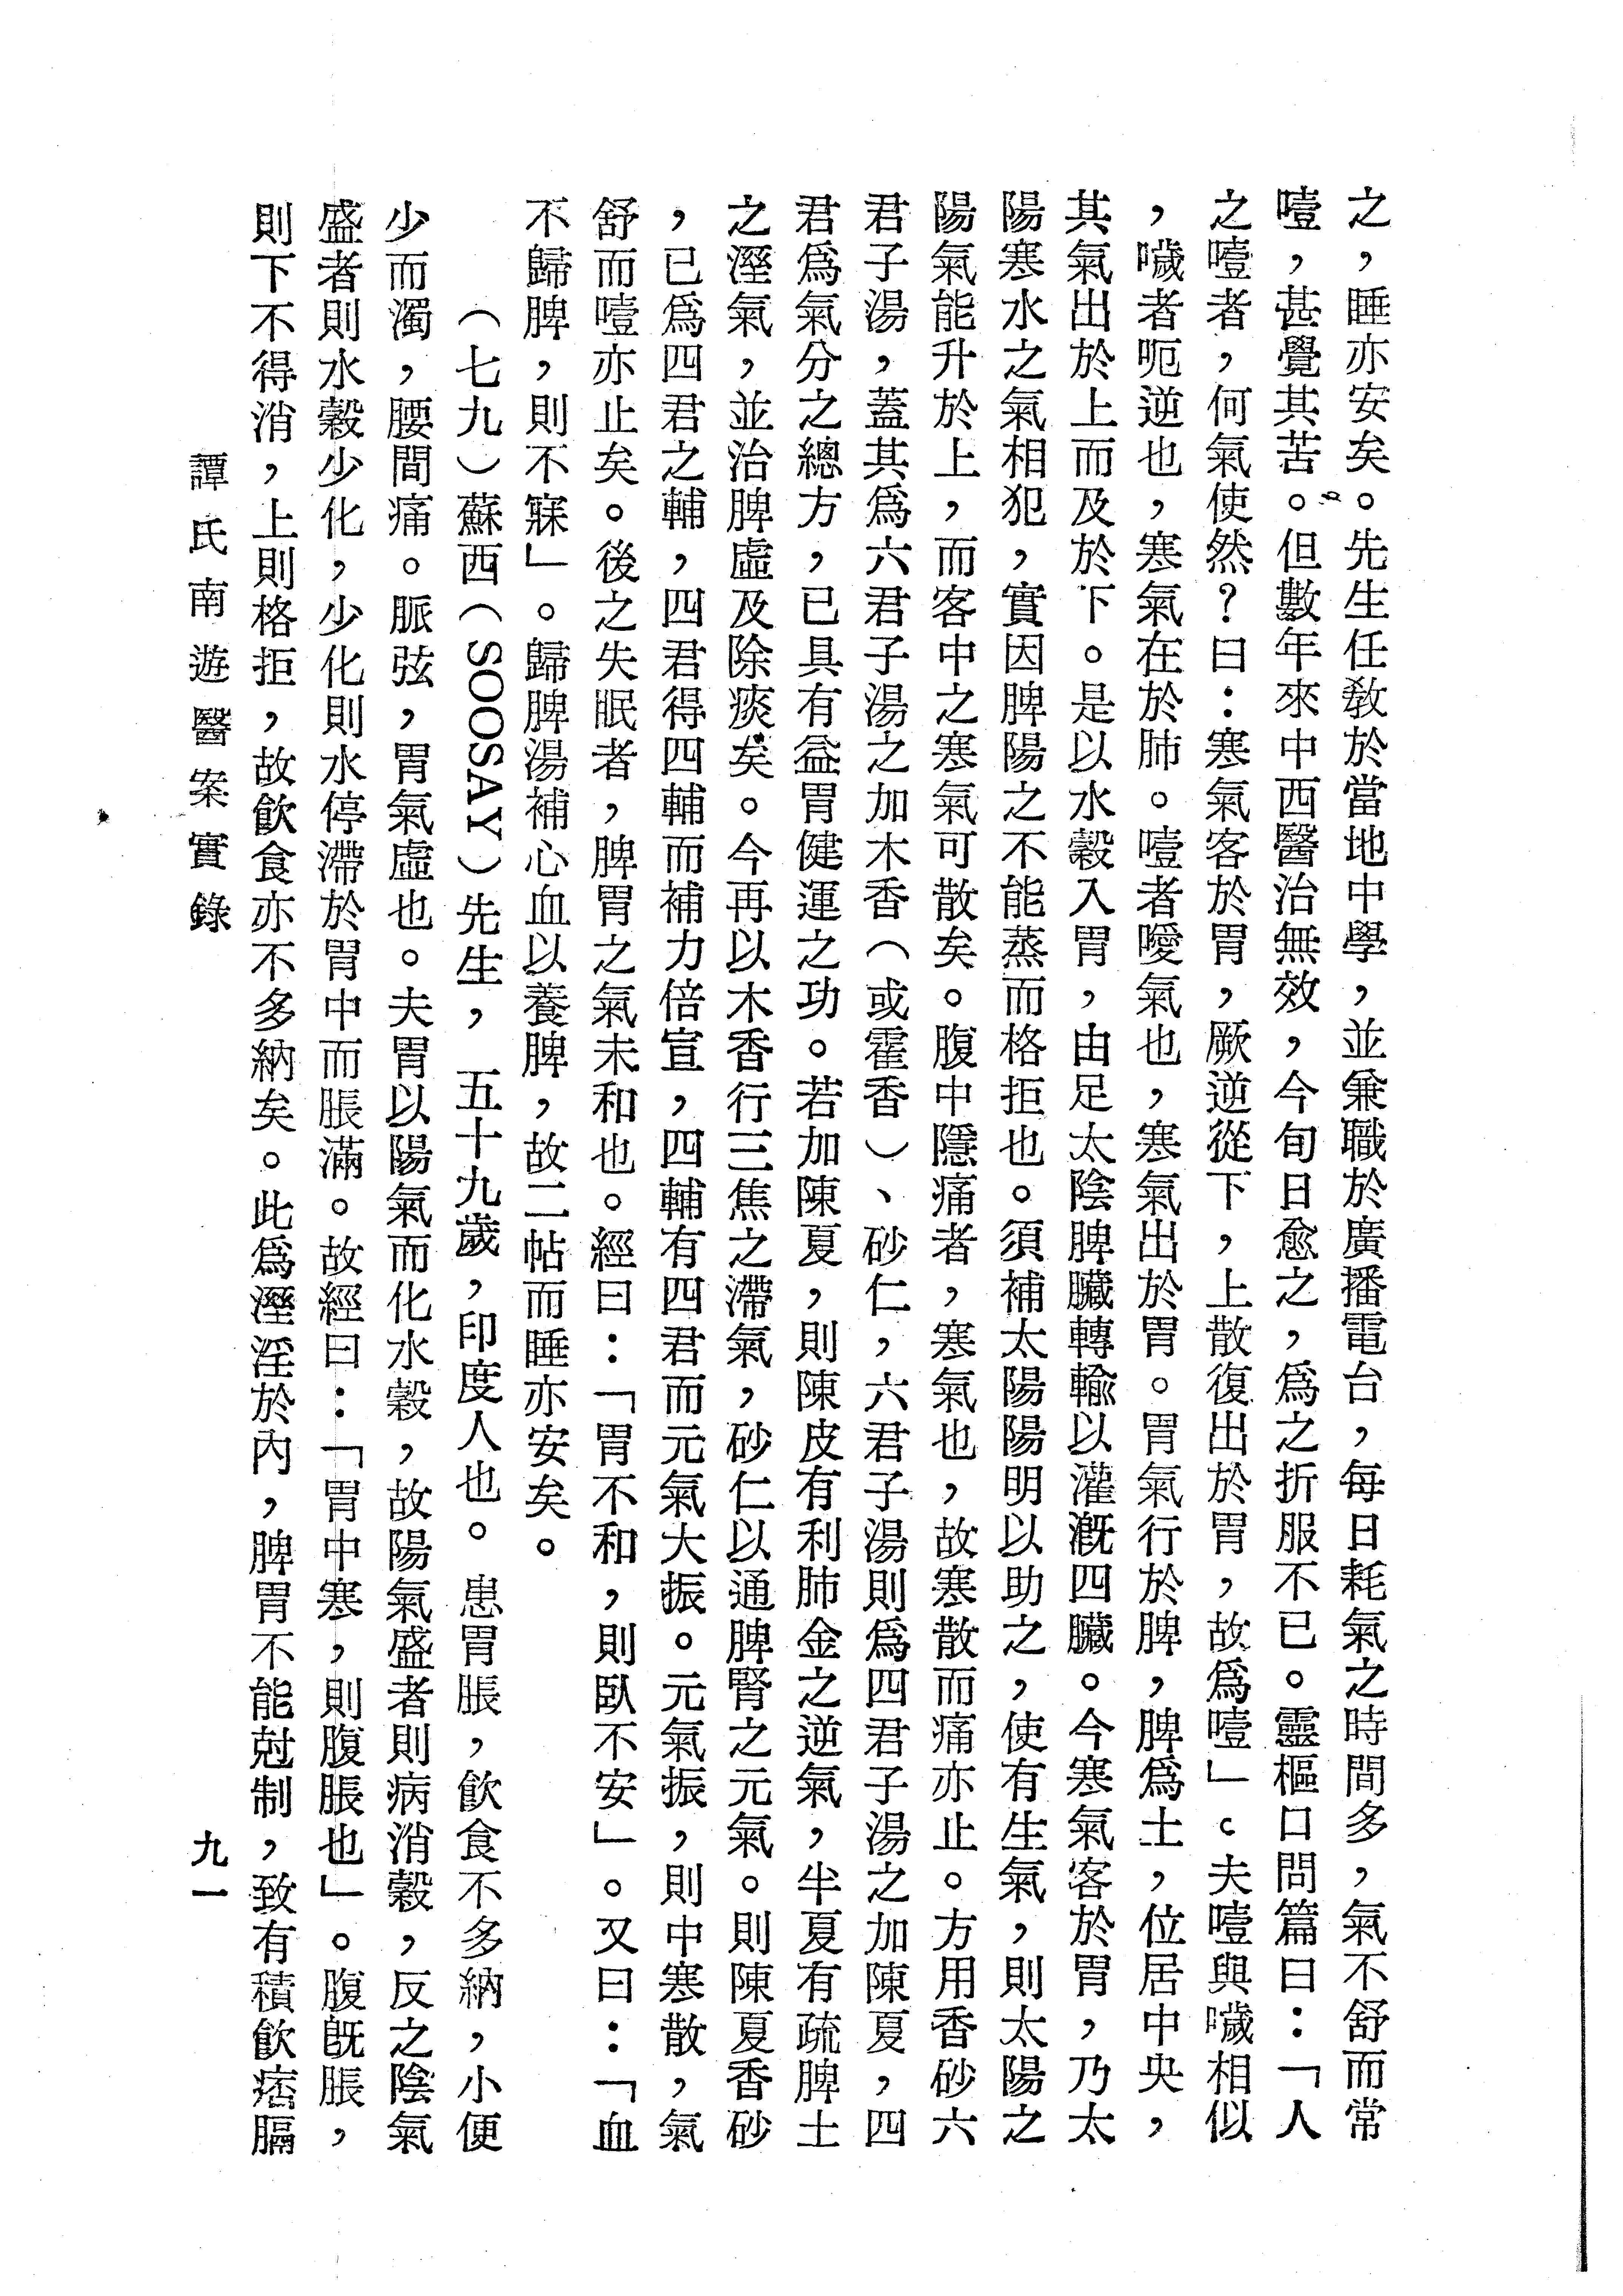 之，睡亦安矣。先生任敎於當地中學，並兼職於廣播電台，每日耗氣之時間多，氣不舒而常
噎，甚覺其苦。但數年來中西醫治無效，今旬日愈之，爲之折服不已。靈樞口問篇曰：「人
之噎者，何氣使然？曰：寒氣客於胃，厥逆從下，上散復出於胃，故爲噎」。夫噎與噦相似
，噦者呃逆也，寒氣在於肺。噎者噯氣也，寒氣出於胃。胃氣行於脾，脾爲土，位居中央，
其氣出於上而及於下。是以水穀入胃，由足太陰脾臟轉輸以灌漑四臟。今寒氣客於胃，乃太
陽寒水之氣相犯，實因脾陽之不能蒸而格拒也。須補太陽陽明以助之，使有生氣，則太陽之
陽氣能升於上，而客中之寒氣可散矣。腹中隱痛者，寒氣也，故寒散而痛亦止。方用香砂六
君子湯，蓋其爲六君子湯之加木香（或霍香）、砂仁，六君子湯則爲四君子湯之加陳夏，四
君爲氣分之總方，已具有益胃健運之功。若加陳夏，則陳皮有利肺金之逆氣，半夏有疏脾土
之溼氣，並治脾虛及除痰矣。今再以木香行三焦之滯氣，砂仁以通脾腎之元氣。則陳夏香砂
，已爲四君之輔，四君得四輔而補力倍宣，四輔有四君而元氣大振。元氣振，則中寒散，氣
舒而噎亦止矣。後之失眠者，脾胃之氣未和也。經曰：「胃不和，則臥不安」。又曰：「血
不歸脾，則不寐」。歸脾湯補心血以養脾，故二帖而睡亦安矣。
（七九）蘇西（SOOSAY）先生，五十九歲，印度人也。患胃脹，飮食不多納，小便
少而濁，腰間痛。脈弦，胃氣虛也。夫胃以陽氣而化水穀，故陽氣盛者則病消穀，反之陰氣
盛者則水穀少化，少化則水停滯於胃中而脹滿。故經曰：「胃中寒，則腹脹也」。腹旣脹，
則下不得消，上則格拒，故飮食亦不多納矣。此爲溼淫於內，脾胃不能尅制，致有積飮痞膈
譚氏南遊醫案實錄
九一